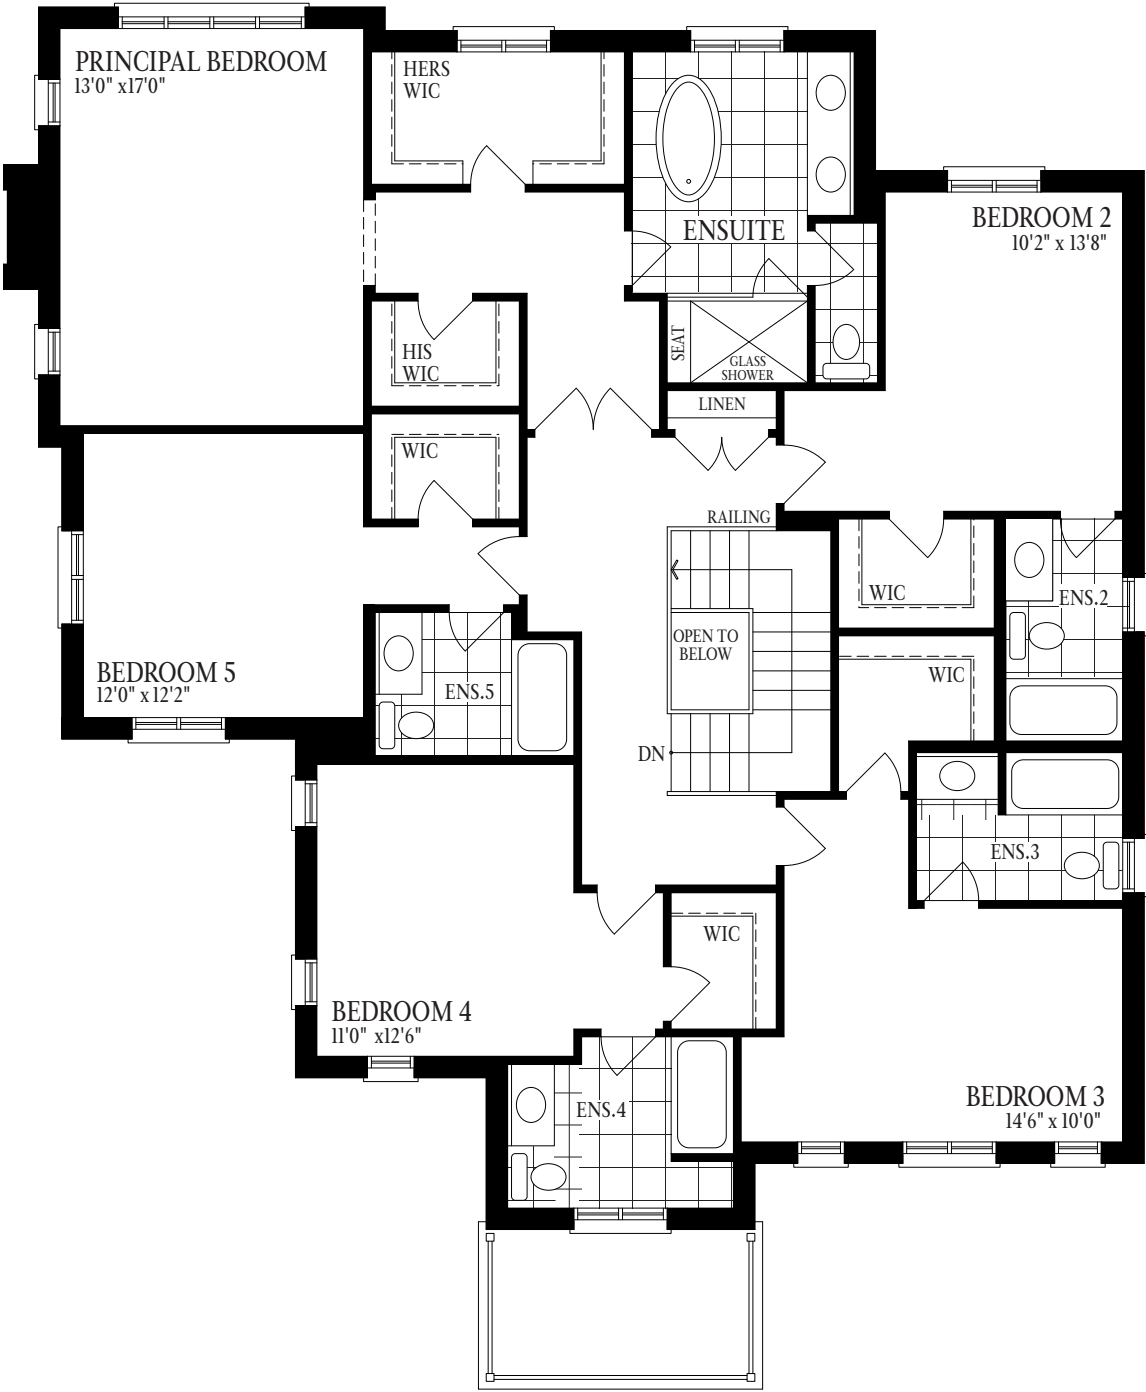 PRINCIPAL BEDROOM
13'0" x17'0"
HERS
WIC
ENSUITE
BEDROOM 2
10'2" x 13'8"
SEAT
GLASS
SHOWER
HIS
WIC
LINEN
WIC
RAILING
WIC
ENS.2
OPEN TO
BELOW
BEDROOM 5
12'0" x 12'2"
ENS.5
WIC
DN
ENS.3
WIC
BEDROOM 4
11'0" x12'6"
ENS.4
BEDROOM 3
14'6" x 10'0"